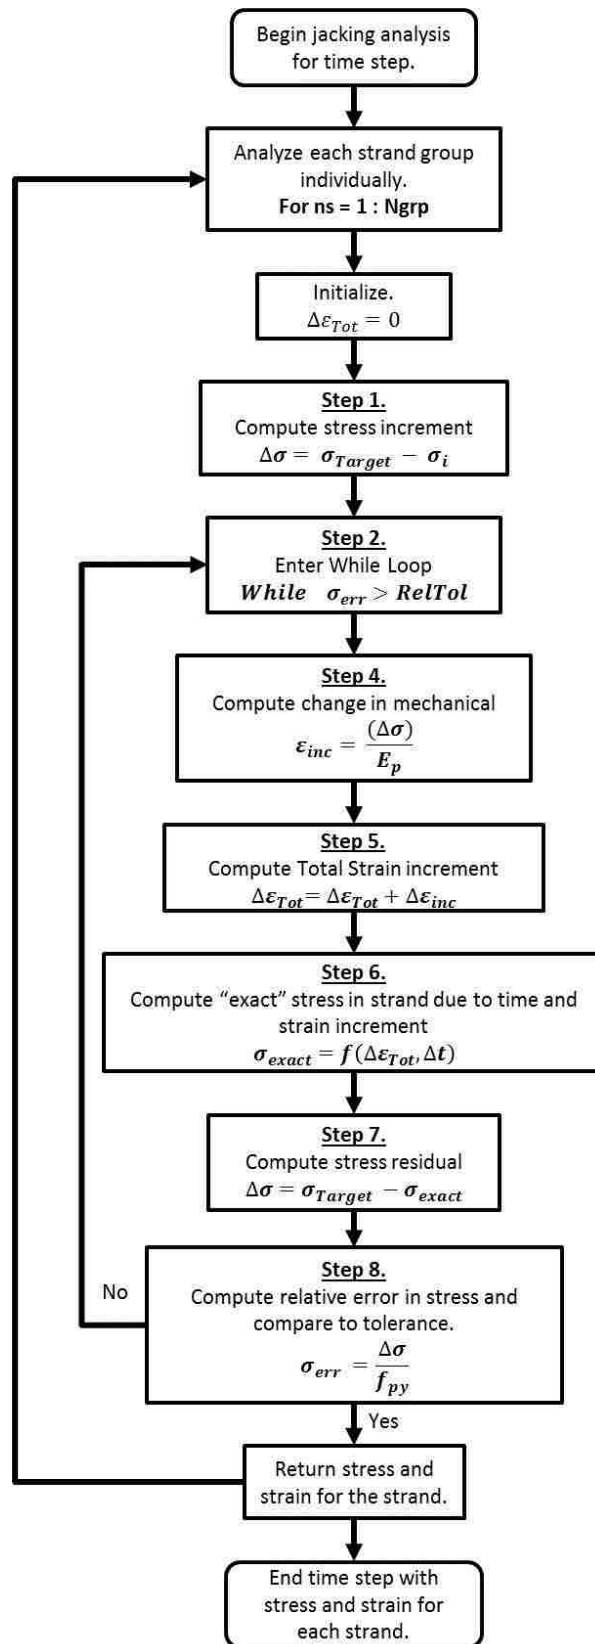 Begin jacking analysis
for time step.
Analyze each strand group
individually.
For ns = 1 : Ngrp
Initialize.
Δε_Tot = 0
Step 1.
Compute stress increment
Δσ = σ_Target − σ_i
Step 2.
Enter While Loop
While σ_err > RelTol
Step 4.
Compute change in mechanical
ε_inc = (Δσ) / E_p
Step 5.
Compute Total Strain increment
Δε_Tot = Δε_Tot + Δε_inc
Step 6.
Compute “exact” stress in strand due to time and
strain increment
σ_exact = f(Δε_Tot, Δt)
Step 7.
Compute stress residual
Δσ = σ_Target − σ_exact
Step 8.
No
Compute relative error in stress and
compare to tolerance.
σ_err = Δσ / f_py
Yes
Return stress and
strain for the strand.
End time step with
stress and strain for
each strand.